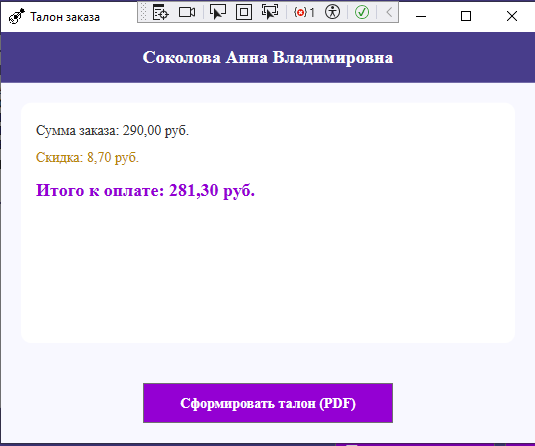 Талон заказа
1
Соколова Анна Владимировна
Сумма заказа: 290,00 руб.
Скидка: 8,70 руб.
Итого к оплате: 281,30 руб.
Сформировать талон (PDF)